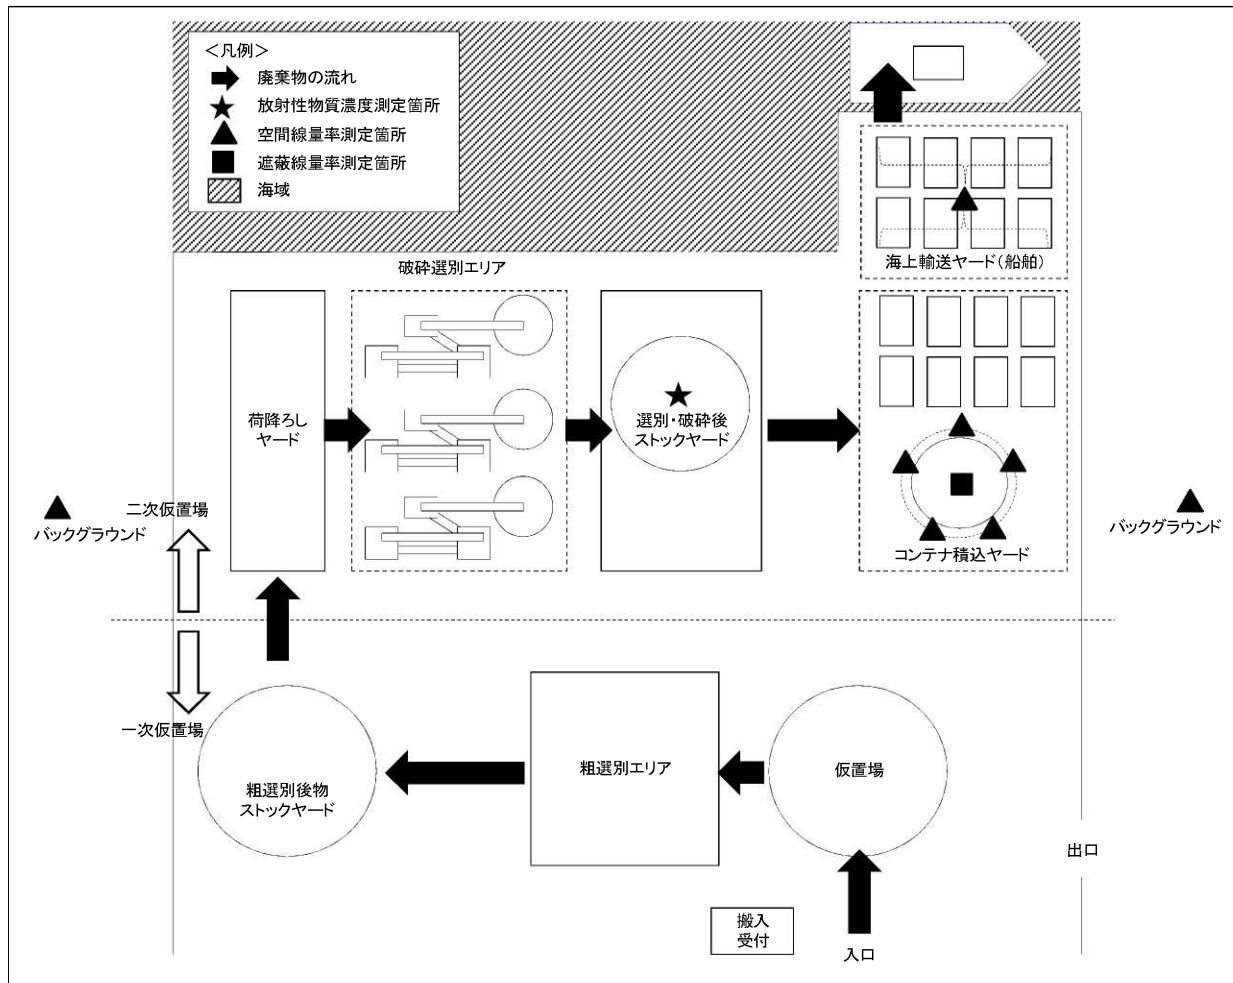 ＜凡例＞
廃棄物の流れ
放射性物質濃度測定箇所
空間線量率測定箇所
遮蔽線量率測定箇所
海域
海上輸送ヤード（船舶）
破砕選別エリア
荷降ろし
ヤード
選別・破砕後
ストックヤード
コンテナ積込ヤード
バックグラウンド
バックグラウンド
二次仮置場
一次仮置場
粗選別後物
ストックヤード
粗選別エリア
仮置場
出口
搬入
受付
入口